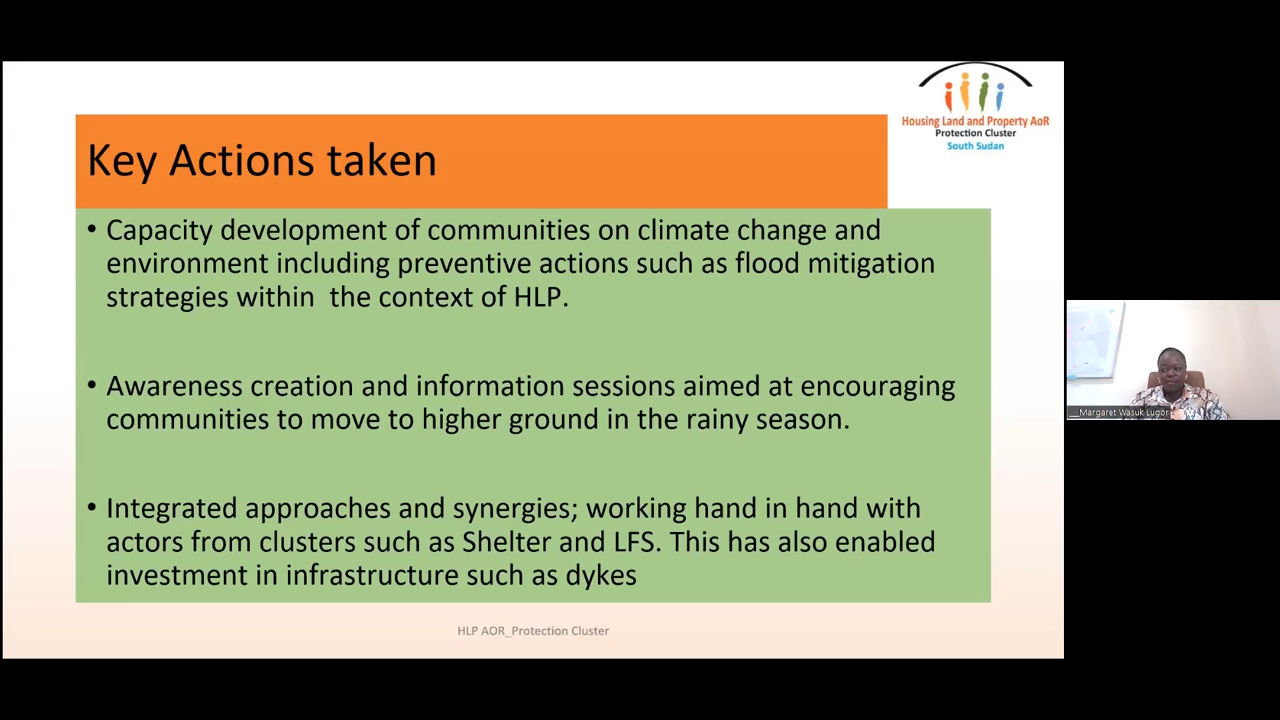 Housing Land and Property AoR
Protection Cluster
South Sudan
Key Actions taken
• Capacity development of communities on climate change and
environment including preventive actions such as flood mitigation
strategies within  the context of HLP.
• Awareness creation and information sessions aimed at encouraging
communities to move to higher ground in the rainy season.
• Integrated approaches and synergies; working hand in hand with
actors from clusters such as Shelter and LFS. This has also enabled
investment in infrastructure such as dykes
HLP AOR_Protection Cluster
__Margaret Wasuk Lugor